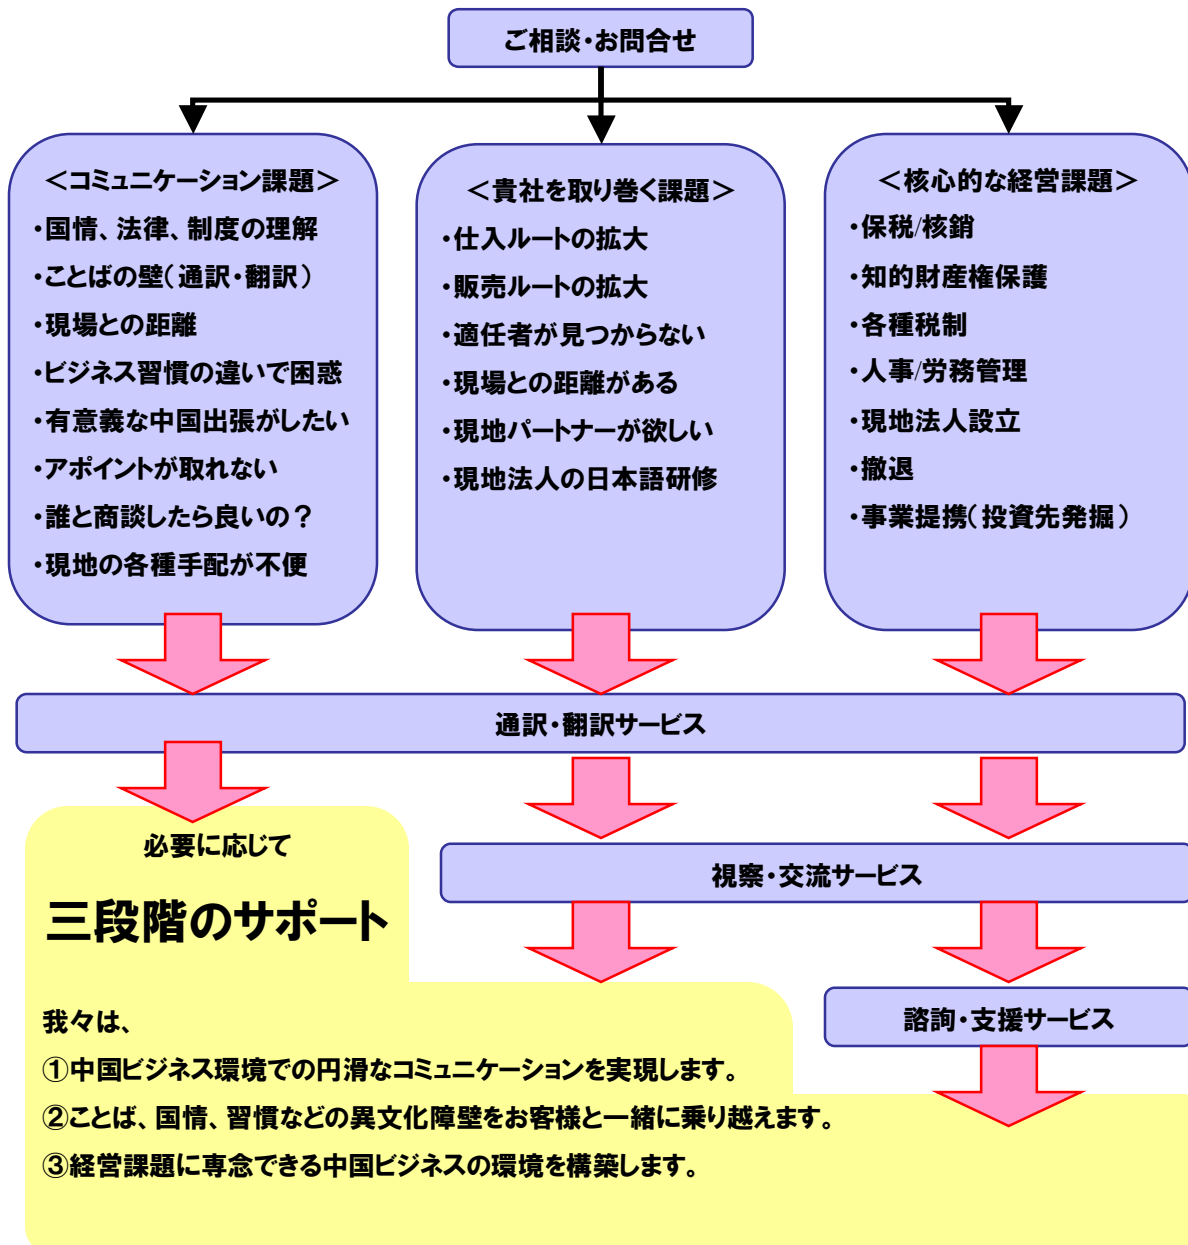 ご相談・お問合せ
＜コミュニケーション課題＞
・国情、法律、制度の理解
・ことばの壁（通訳・翻訳）
・現場との距離
・ビジネス習慣の違いで困惑
・有意義な中国出張がしたい
・アポイントが取れない
・誰と商談したら良いの？
・現地の各種手配が不便
＜貴社を取り巻く課題＞
・仕入ルートの拡大
・販売ルートの拡大
・適任者が見つからない
・現場との距離がある
・現地パートナーが欲しい
・現地法人の日本語研修
＜核心的な経営課題＞
・保税/核銷
・知的財産権保護
・各種税制
・人事/労務管理
・現地法人設立
・撤退
・事業提携（投資先発掘）
通訳・翻訳サービス
必要に応じて
三段階のサポート
視察・交流サービス
諮詢・支援サービス
我々は、
①中国ビジネス環境での円滑なコミュニケーションを実現します。
②ことば、国情、習慣などの異文化障壁をお客様と一緒に乗り越えます。
③経営課題に専念できる中国ビジネスの環境を構築します。